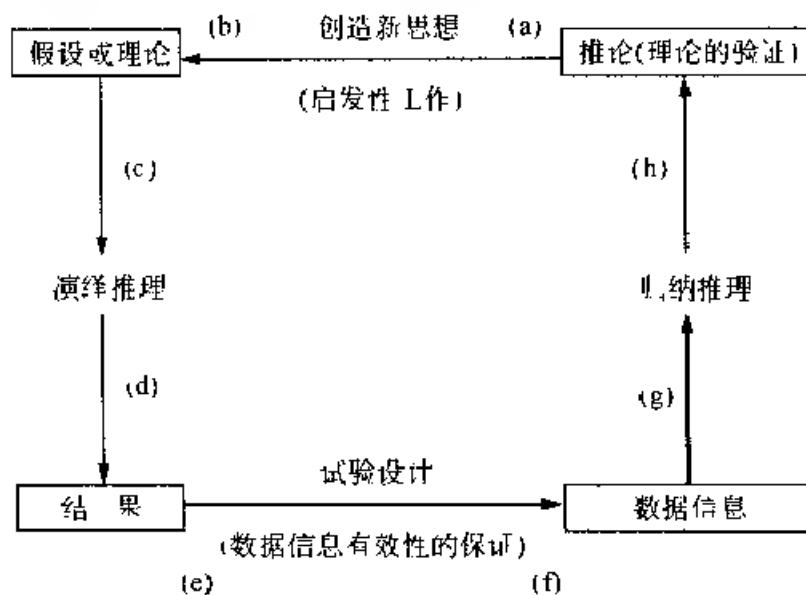 (b) 创造新思想 (a)
假设或理论
推论(理论的验证)
(启发性工作)
(c)
(h)
演绎推理
归纳推理
(d)
(g)
结 果
试验设计
数据信息
(数据信息有效性的保证)
(e)
(f)